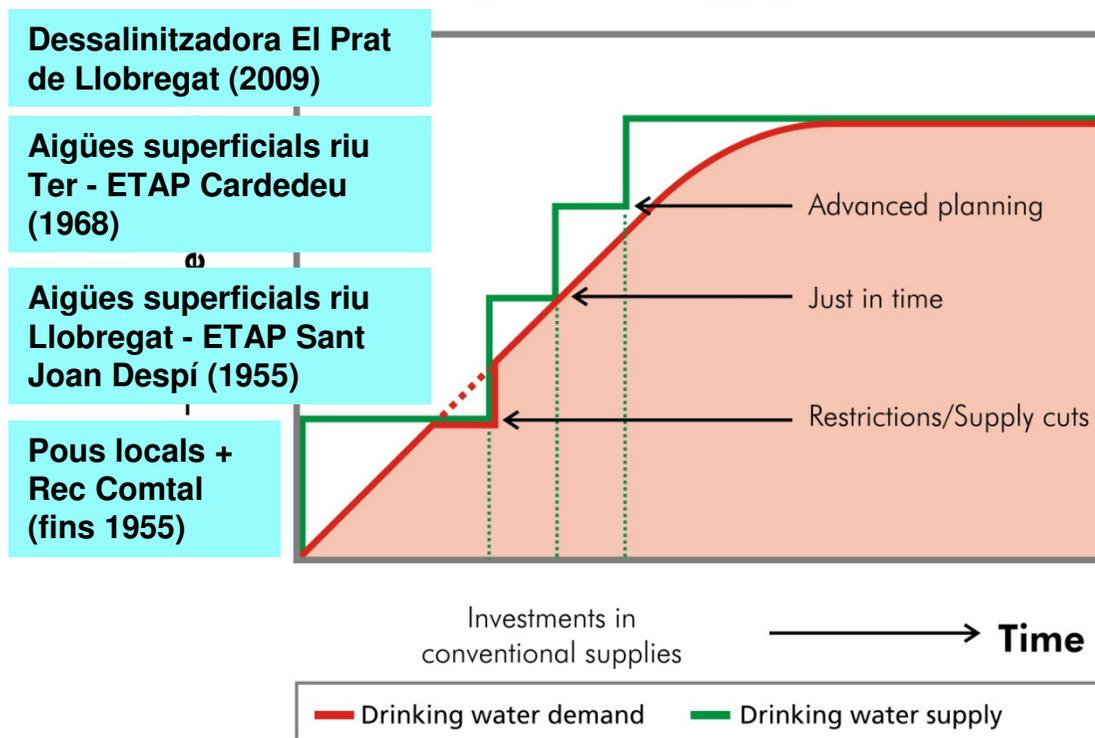 Dessalinitzadora El Prat
de Llobregat (2009)
Aigües superficials riu
Ter - ETAP Cardedeu
(1968)
Aigües superficials riu
Llobregat - ETAP Sant
Joan Despí (1955)
Pous locals +
Rec Comtal
(fins 1955)
Advanced planning
Just in time
Restrictions/Supply cuts
Investments in
conventional supplies
Time
Drinking water demand
Drinking water supply